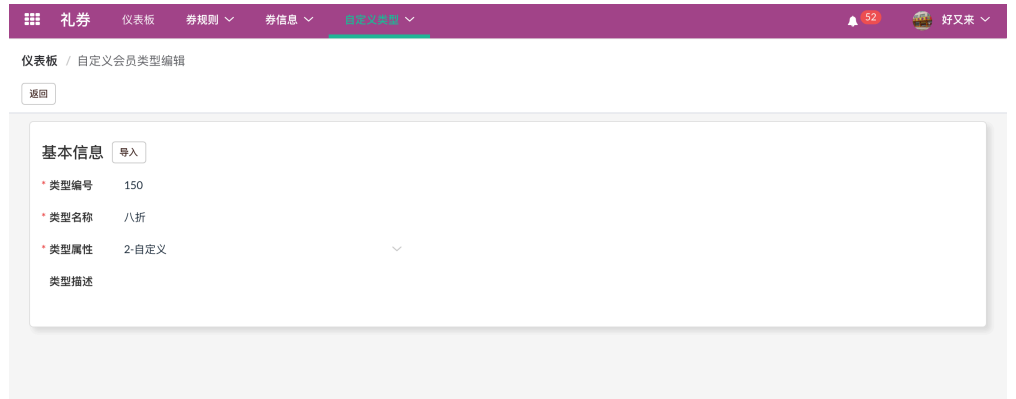 礼券 仪表板 券规则 券信息 自定义类型 52 好又来
仪表板 / 自定义会员类型编辑
返回
基本信息 导入
* 类型编号 150
* 类型名称 八折
* 类型属性 2-自定义
类型描述